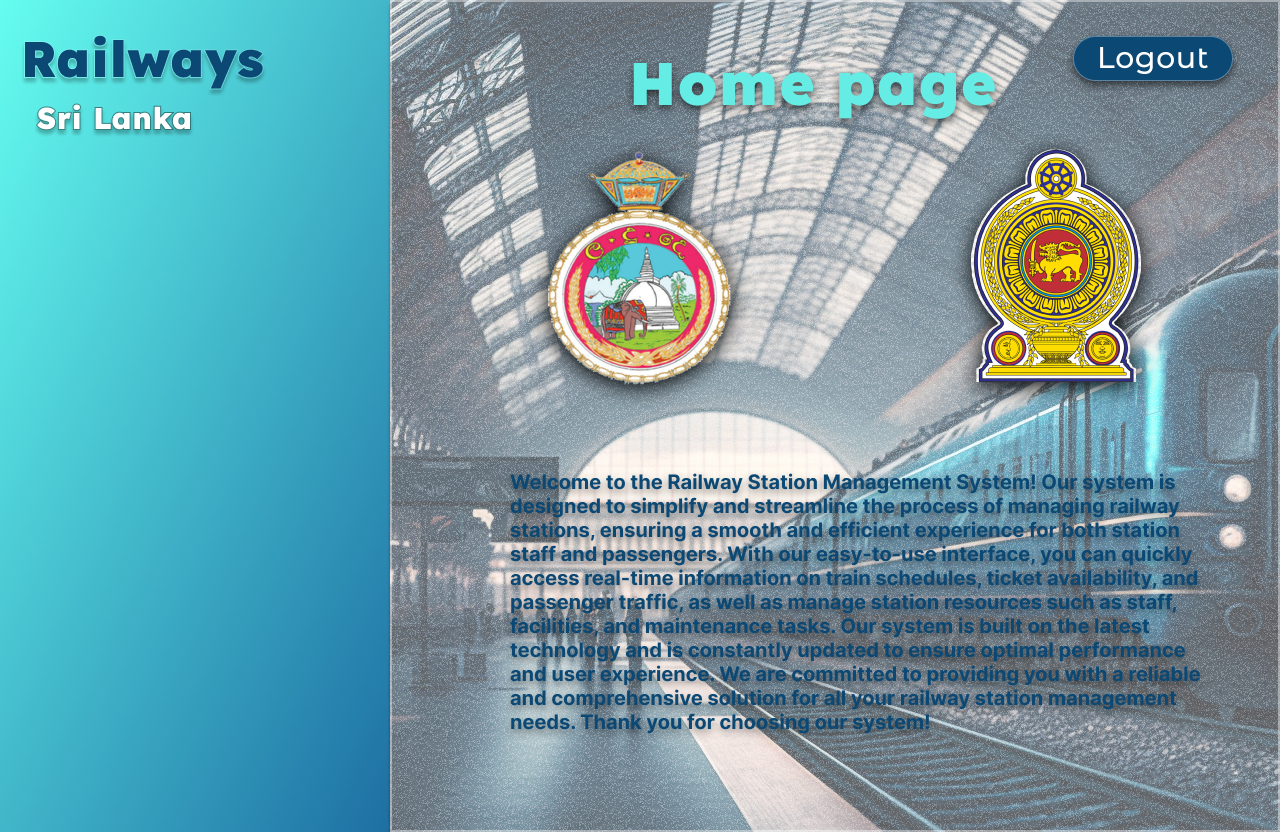 Railways
Sri Lanka
Home page
Logout
ල · දු · රේ
Welcome to the Railway Station Management System! Our system is
designed to simplify and streamline the process of managing railway
stations, ensuring a smooth and efficient experience for both station
staff and passengers. With our easy-to-use interface, you can quickly
access real-time information on train schedules, ticket availability, and
passenger traffic, as well as manage station resources such as staff,
facilities, and maintenance tasks. Our system is built on the latest
technology and is constantly updated to ensure optimal performance
and user experience. We are committed to providing you with a reliable
and comprehensive solution for all your railway station management
needs. Thank you for choosing our system!